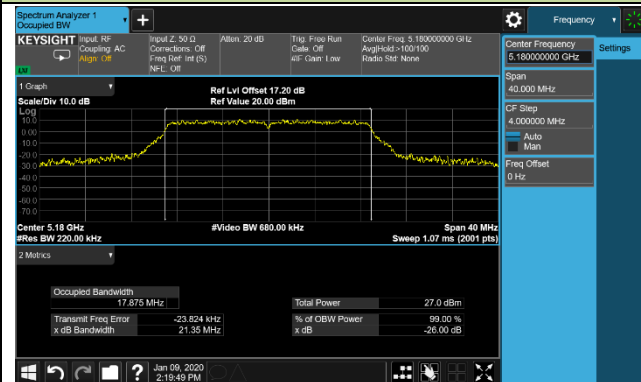 Spectrum Analyzer 1
Occupied BW
Frequency
KEYSIGHT
Input: RF
Coupling: AC
Align: Off
Input Z: 50 Ω
Corrections: Off
Freq Ref: Int (S)
NFE: Off
Atten: 20 dB
Trig: Free Run
Gate: Off
#IF Gain: Low
Center Freq: 5.180000000 GHz
Avg|Hold:>100/100
Radio Std: None
Center Frequency
5.180000000 GHz
Settings
Span
40.000 MHz
CF Step
4.000000 MHz
Auto
Man
Freq Offset
0 Hz
1 Graph
Scale/Div 10.0 dB
Ref Lvl Offset 17.20 dB
Ref Value 20.00 dBm
Log
10.0
0.00
-10.0
-20.0
-30.0
-40.0
-50.0
-60.0
-70.0
Center 5.18 GHz
#Video BW 680.00 kHz
Span 40 MHz
#Res BW 220.00 kHz
Sweep 1.07 ms (2001 pts)
2 Metrics
Occupied Bandwidth
17.875 MHz
Total Power 27.0 dBm
Transmit Freq Error -23.824 kHz
% of OBW Power 99.00 %
x dB Bandwidth 21.35 MHz
x dB -26.00 dB
?
Jan 09, 2020
2:19:49 PM